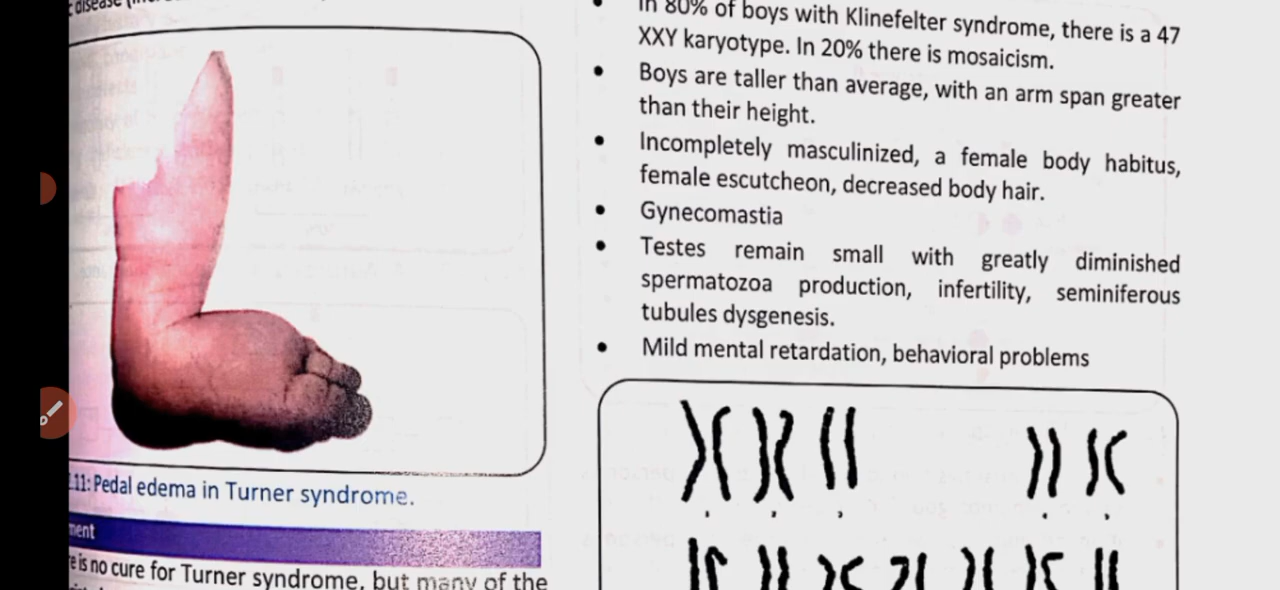 disease
11: Pedal edema in Turner syndrome.
ment
is no cure for Turner syndrome, but many of the
In 80% of boys with Klinefelter syndrome, there is a 47
XXY karyotype. In 20% there is mosaicism.
• Boys are taller than average, with an arm span greater
than their height.
• Incompletely masculinized, a female body habitus,
female escutcheon, decreased body hair.
• Gynecomastia
• Testes remain small with greatly diminished
spermatozoa production, infertility, seminiferous
tubules dysgenesis.
• Mild mental retardation, behavioral problems